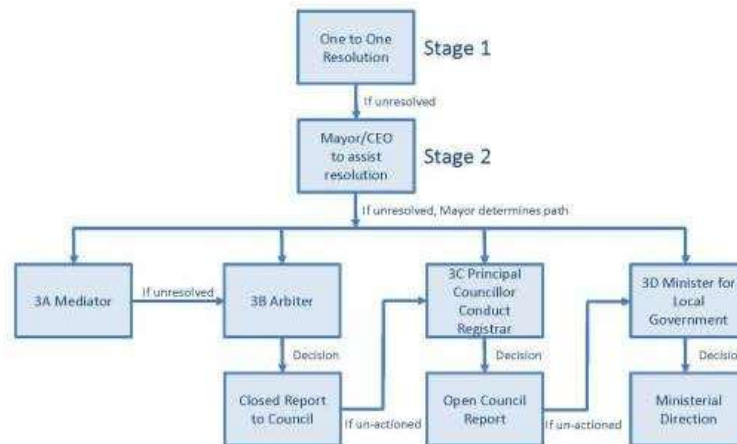 One to One
Resolution
Stage 1
If unresolved
Mayor/CEO
to assist
resolution
Stage 2
If unresolved, Mayor determines path
3A Mediator
If unresolved
3B Arbiter
3C Principal
Councillor
Conduct
Registrar
3D Minister for
Local
Government
Decision
Decision
Decision
Closed Report
to Council
If un-actioned
Open Council
Report
If un-actioned
Ministerial
Direction